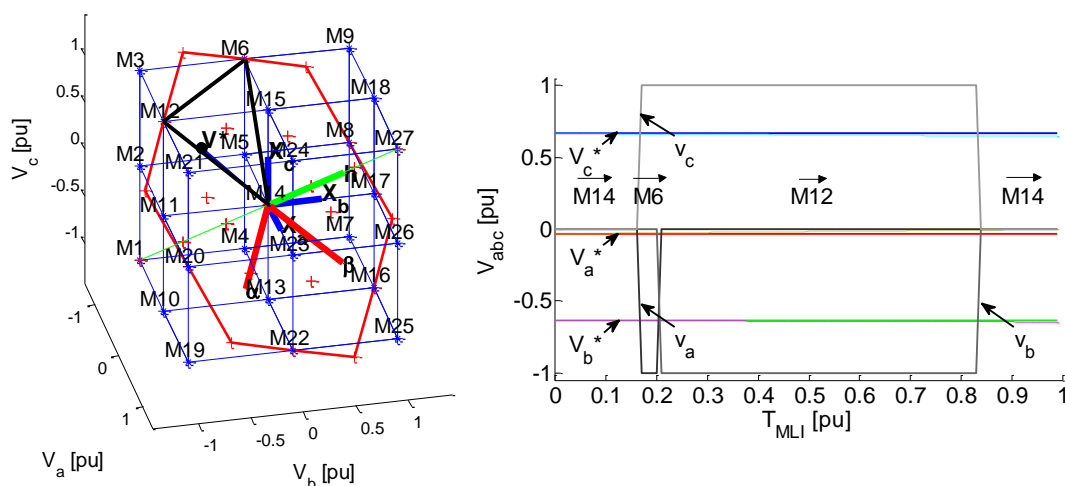 V_c [pu]
1
0.5
0
-0.5
-1
M3
M6
M9
M12
M15
M18
V*
M5
M8
M27
M2
M21
X_c
M24
h
M17
M11
M14
X_b
M1
M20
M4
X_a
M23
M7
M26
β
α
M13
M16
M10
M19
M22
M25
-1
0
1
V_a [pu]
-1
-0.5
0
0.5
1
V_b [pu]
V_abc [pu]
1
0.5
0
-0.5
-1
V_c*
v_c
M14
M6
M12
M14
V_a*
V_b*
v_a
v_b
0 0.1 0.2 0.3 0.4 0.5 0.6 0.7 0.8 0.9 1
T_MLI [pu]